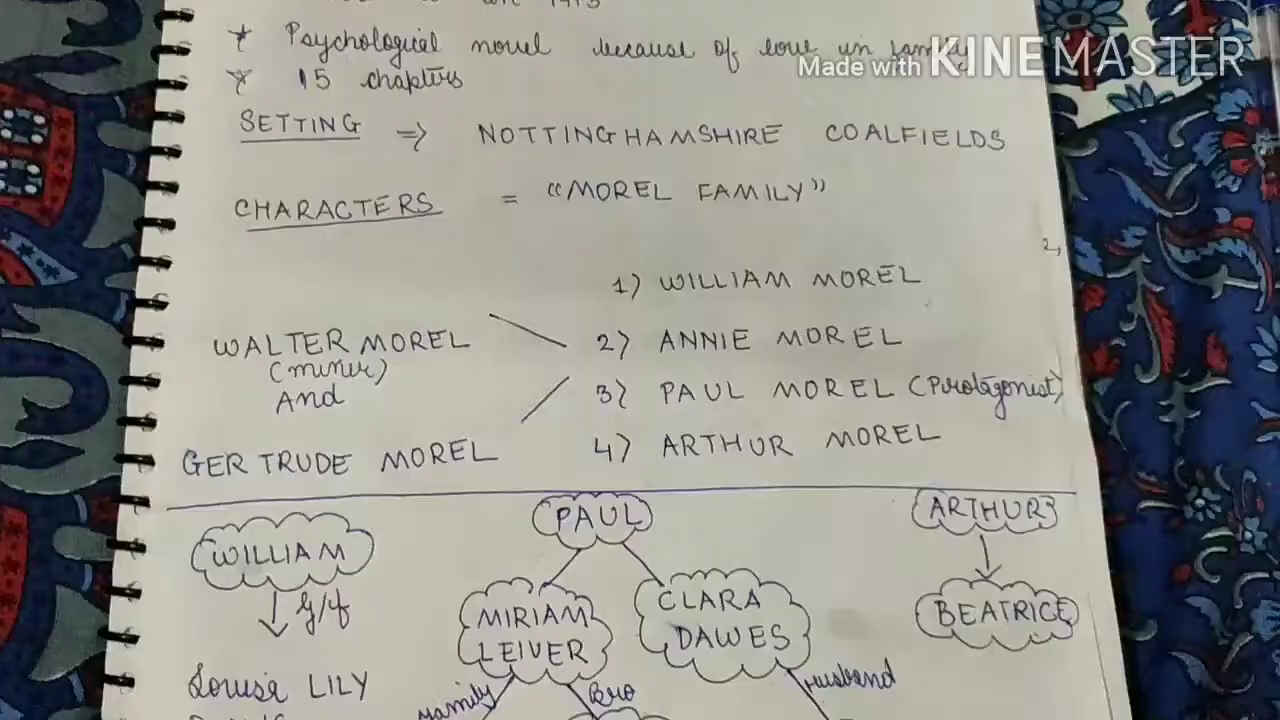 1913
* Psychological novel because of love in family
Made with KINEMASTER
* 15 chapters
SETTING => NOTTINGHAMSHIRE COALFIELDS
CHARACTERS = "MOREL FAMILY"
2,
1) WILLIAM MOREL
WALTER MOREL 2) ANNIE MOREL
(miner)
And 3) PAUL MOREL (Protagonist)
GERTRUDE MOREL 4) ARTHUR MOREL
WILLIAM PAUL ARTHUR
g/f MIRIAM LEIVER CLARA DAWES BEATRICE
Louisa LILY
family Bro Husband